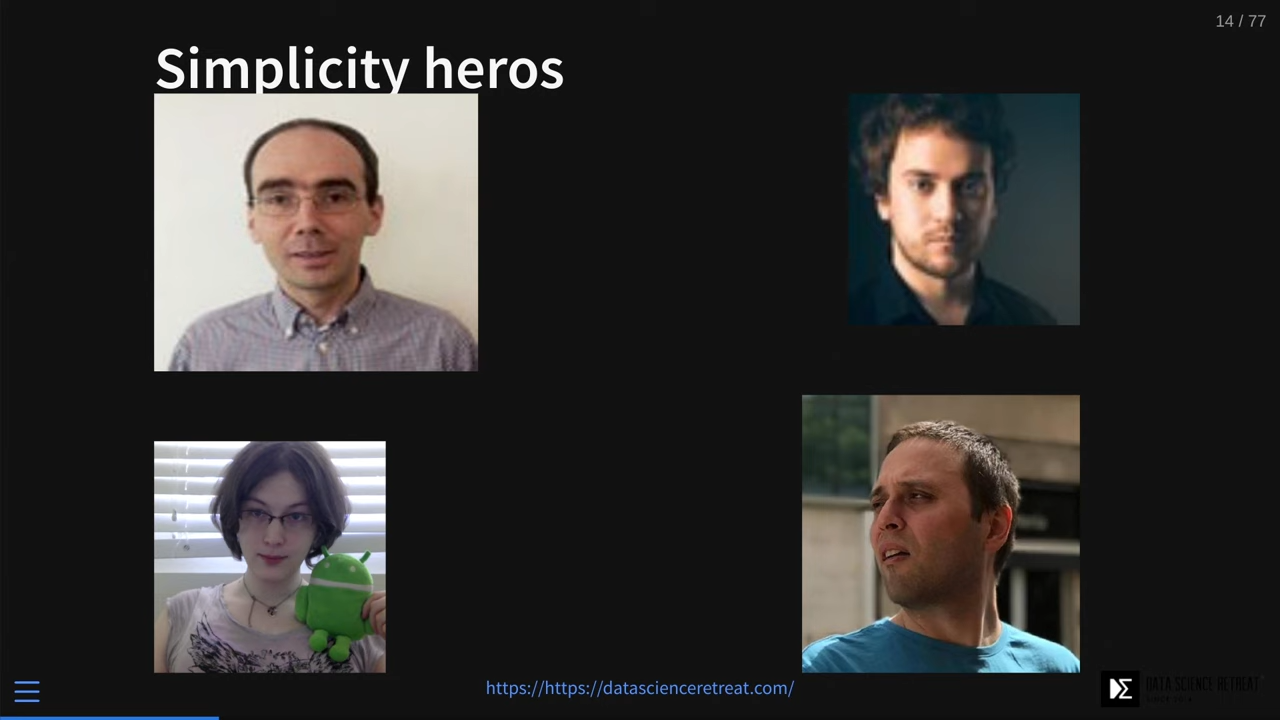 14 / 77
Simplicity heros
https://https://datascienceretreat.com/
DATA SCIENCE RETREAT